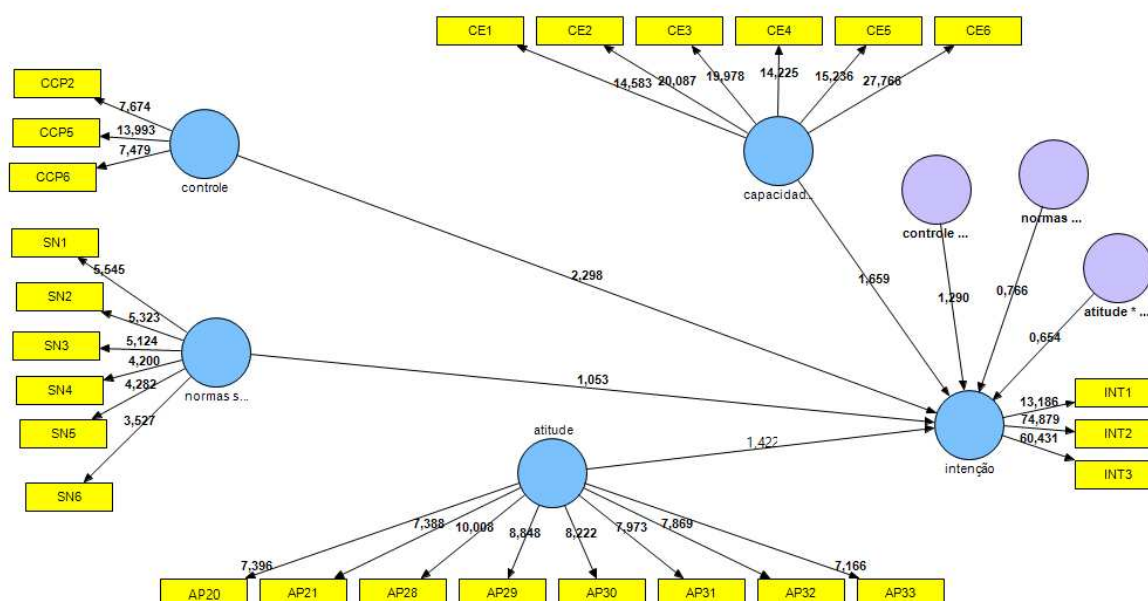 CE1
CE2
CE3
CE4
CE5
CE6
14,583
20,087
19,978
14,225
15,236
27,766
capacidad..
CCP2
CCP5
CCP6
7,674
13,993
7,479
controle
2,298
1,659
controle ...
normas ...
atitude * ...
1,290
0,766
0,654
SN1
SN2
SN3
SN4
SN5
SN6
5,545
5,323
5,124
4,200
4,282
3,527
normas s...
1,053
atitude
1,422
intenção
13,186
74,879
60,431
INT1
INT2
INT3
7,396
7,388
10,008
8,848
8,222
7,973
7,869
7,166
AP20
AP21
AP28
AP29
AP30
AP31
AP32
AP33